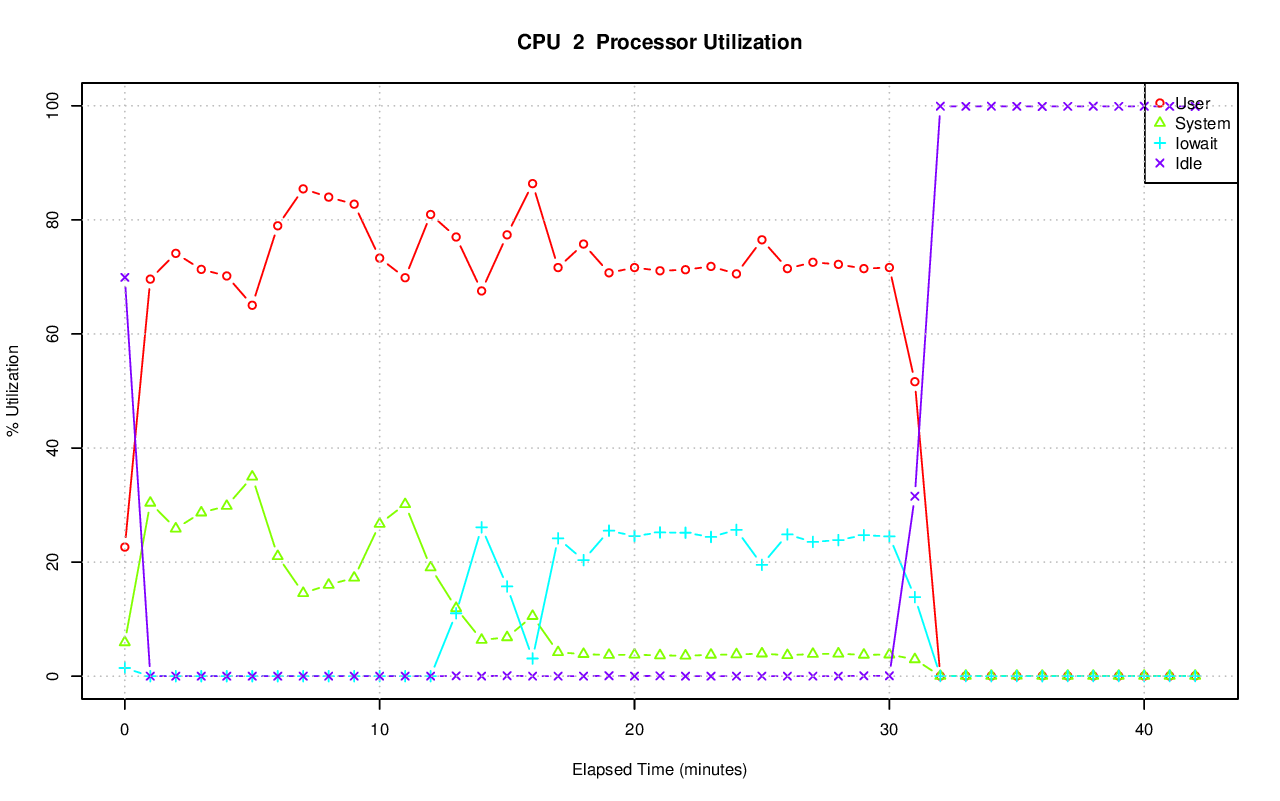 CPU  2  Processor Utilization
% Utilization
100
80
60
40
20
0
User
System
Iowait
Idle
0 10 20 30 40
Elapsed Time (minutes)